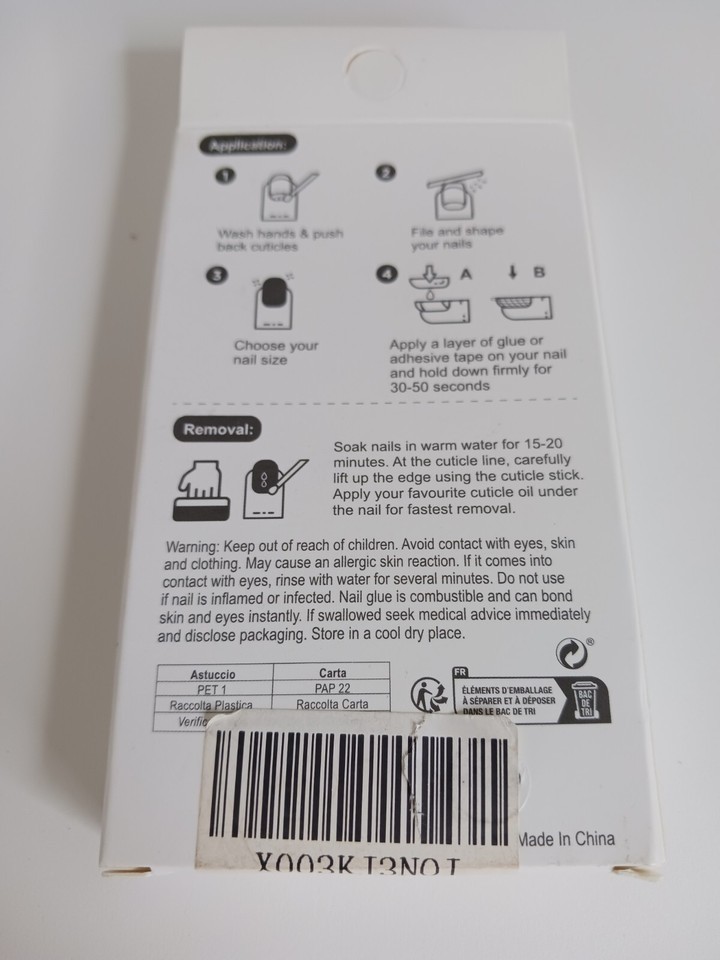 Application:
1
2
Wash hands & push
back cuticles
File and shape
your nails
3
4
A
B
Choose your
nail size
Apply a layer of glue or
adhesive tape on your nail
and hold down firmly for
30-50 seconds
Removal:
Soak nails in warm water for 15-20
minutes. At the cuticle line, carefully
lift up the edge using the cuticle stick.
Apply your favourite cuticle oil under
the nail for fastest removal.
Warning: Keep out of reach of children. Avoid contact with eyes, skin
and clothing. May cause an allergic skin reaction. If it comes into
contact with eyes, rinse with water for several minutes. Do not use
if nail is inflamed or infected. Nail glue is combustible and can bond
skin and eyes instantly. If swallowed seek medical advice immediately
and disclose packaging. Store in a cool dry place.
®
Astuccio
Carta
PET 1
PAP 22
Raccolta Plastica
Raccolta Carta
FR
ÉLÉMENTS D'EMBALLAGE
À SÉPARER ET À DÉPOSER
DANS LE BAC DE TRI
BAC
DE
TRI
Made In China